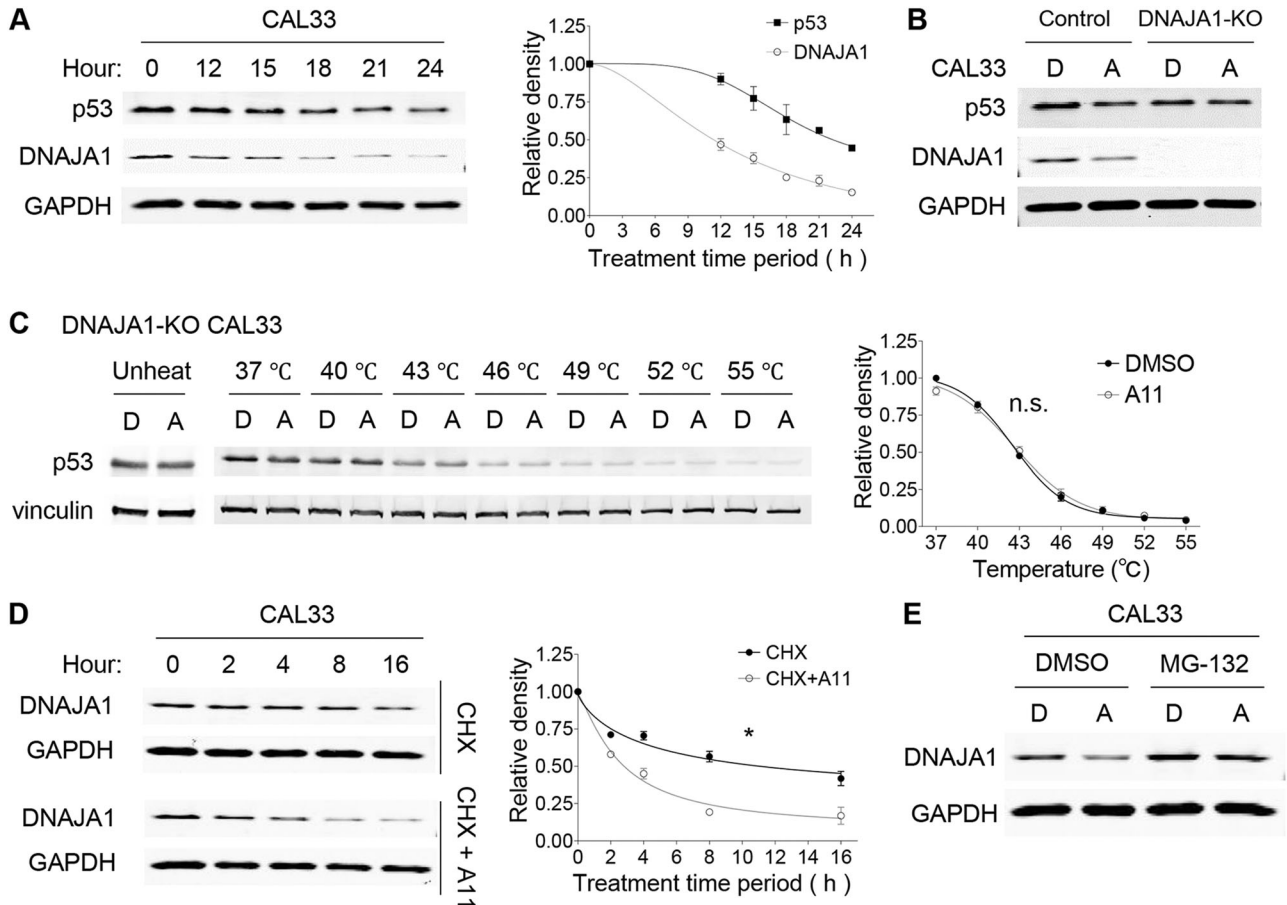 A
CAL33
Hour: 0 12 15 18 21 24
p53
DNAJA1
GAPDH
Relative density
1.25
1.00
0.75
0.50
0.25
0.00
p53
DNAJA1
0 3 6 9 12 15 18 21 24
Treatment time period ( h )
B
Control DNAJA1-KO
CAL33 D A D A
p53
DNAJA1
GAPDH
C DNAJA1-KO CAL33
Unheat 37 °C 40 °C 43 °C 46 °C 49 °C 52 °C 55 °C
D A D A D A D A D A D A D A D A
p53
vinculin
Relative density
1.25
1.00
0.75
0.50
0.25
0.00
DMSO
A11
n.s.
37 40 43 46 49 52 55
Temperature (°C)
D
CAL33
Hour: 0 2 4 8 16
DNAJA1
GAPDH
CHX
DNAJA1
GAPDH
CHX + A11
Relative density
1.25
1.00
0.75
0.50
0.25
0.00
CHX
CHX+A11
*
0 2 4 6 8 10 12 14 16
Treatment time period ( h )
E
CAL33
DMSO MG-132
D A D A
DNAJA1
GAPDH